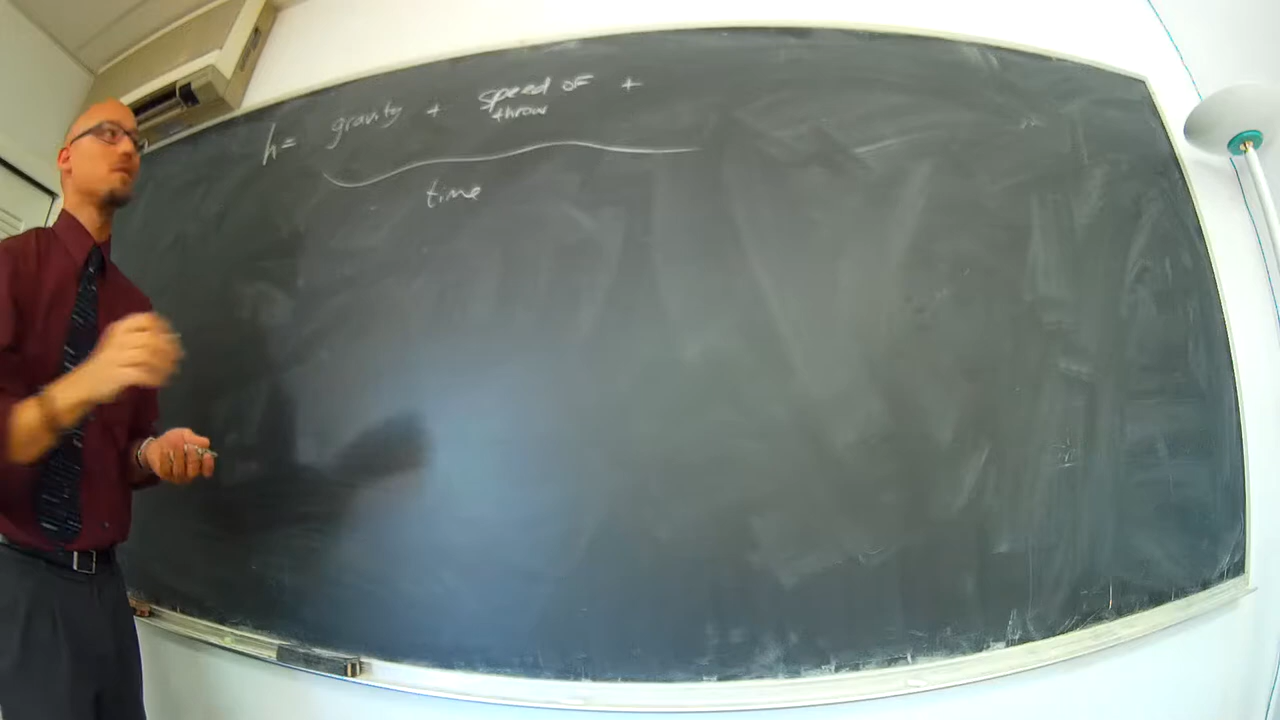 h = gravity + speed of +
throw
time